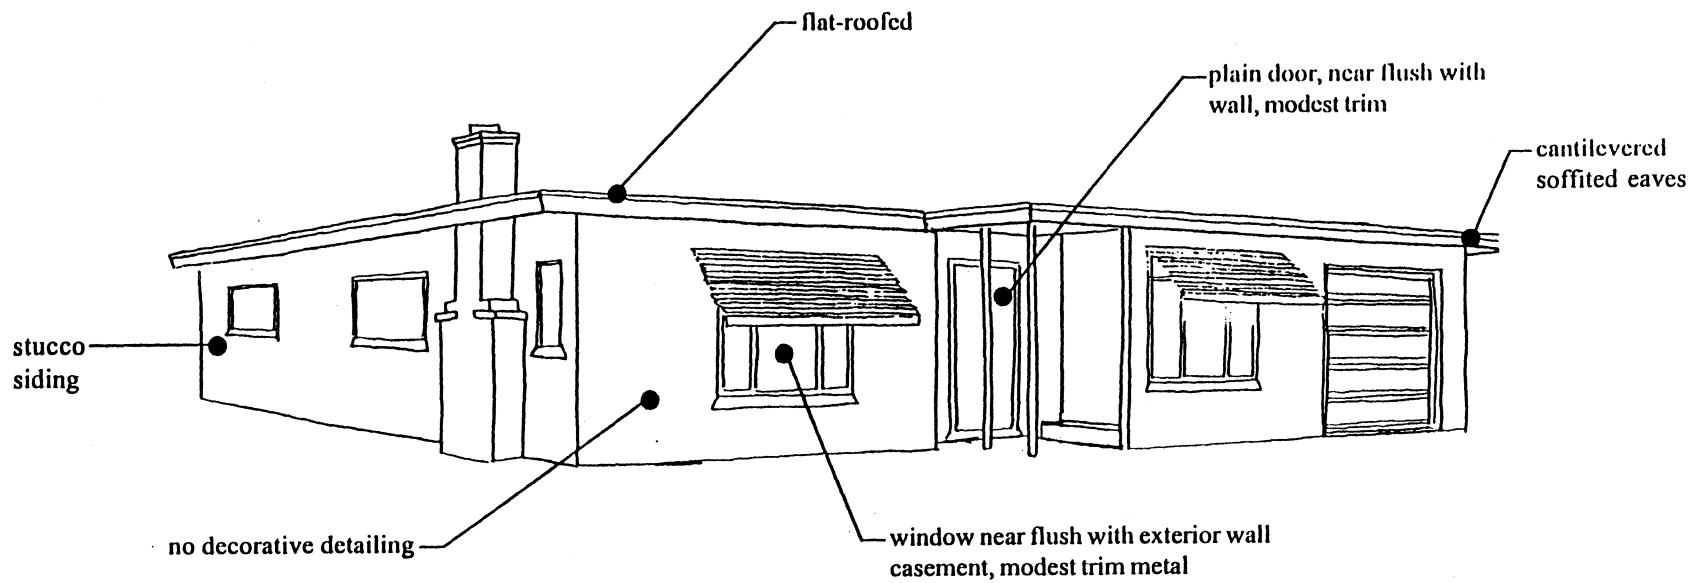 flat-roofed
plain door, near flush with
wall, modest trim
cantilevered
soffited eaves
stucco
siding
no decorative detailing
window near flush with exterior wall
casement, modest trim metal